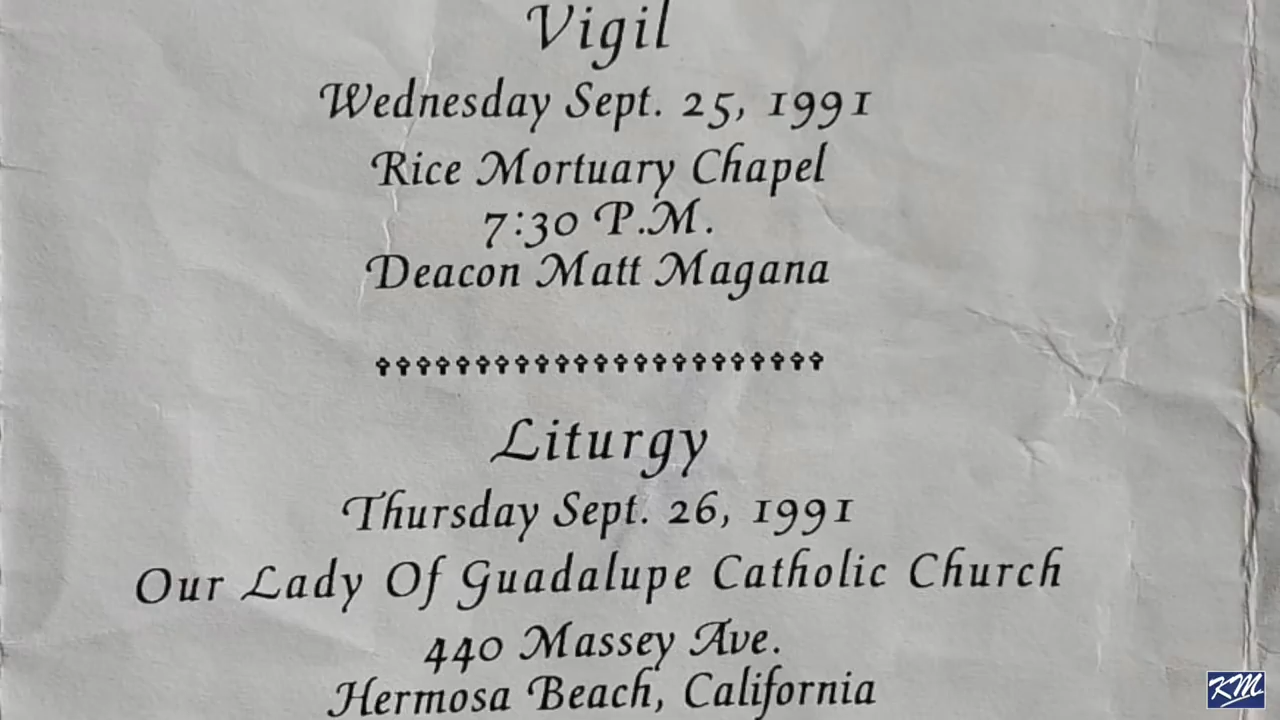 Vigil
Wednesday Sept. 25, 1991
Rice Mortuary Chapel
7:30 P.M.
Deacon Matt Magana
✞✞✞✞✞✞✞✞✞✞✞✞✞✞✞✞✞✞✞✞✞✞✞
Liturgy
Thursday Sept. 26, 1991
Our Lady Of Guadalupe Catholic Church
440 Massey Ave.
Hermosa Beach, California
KM